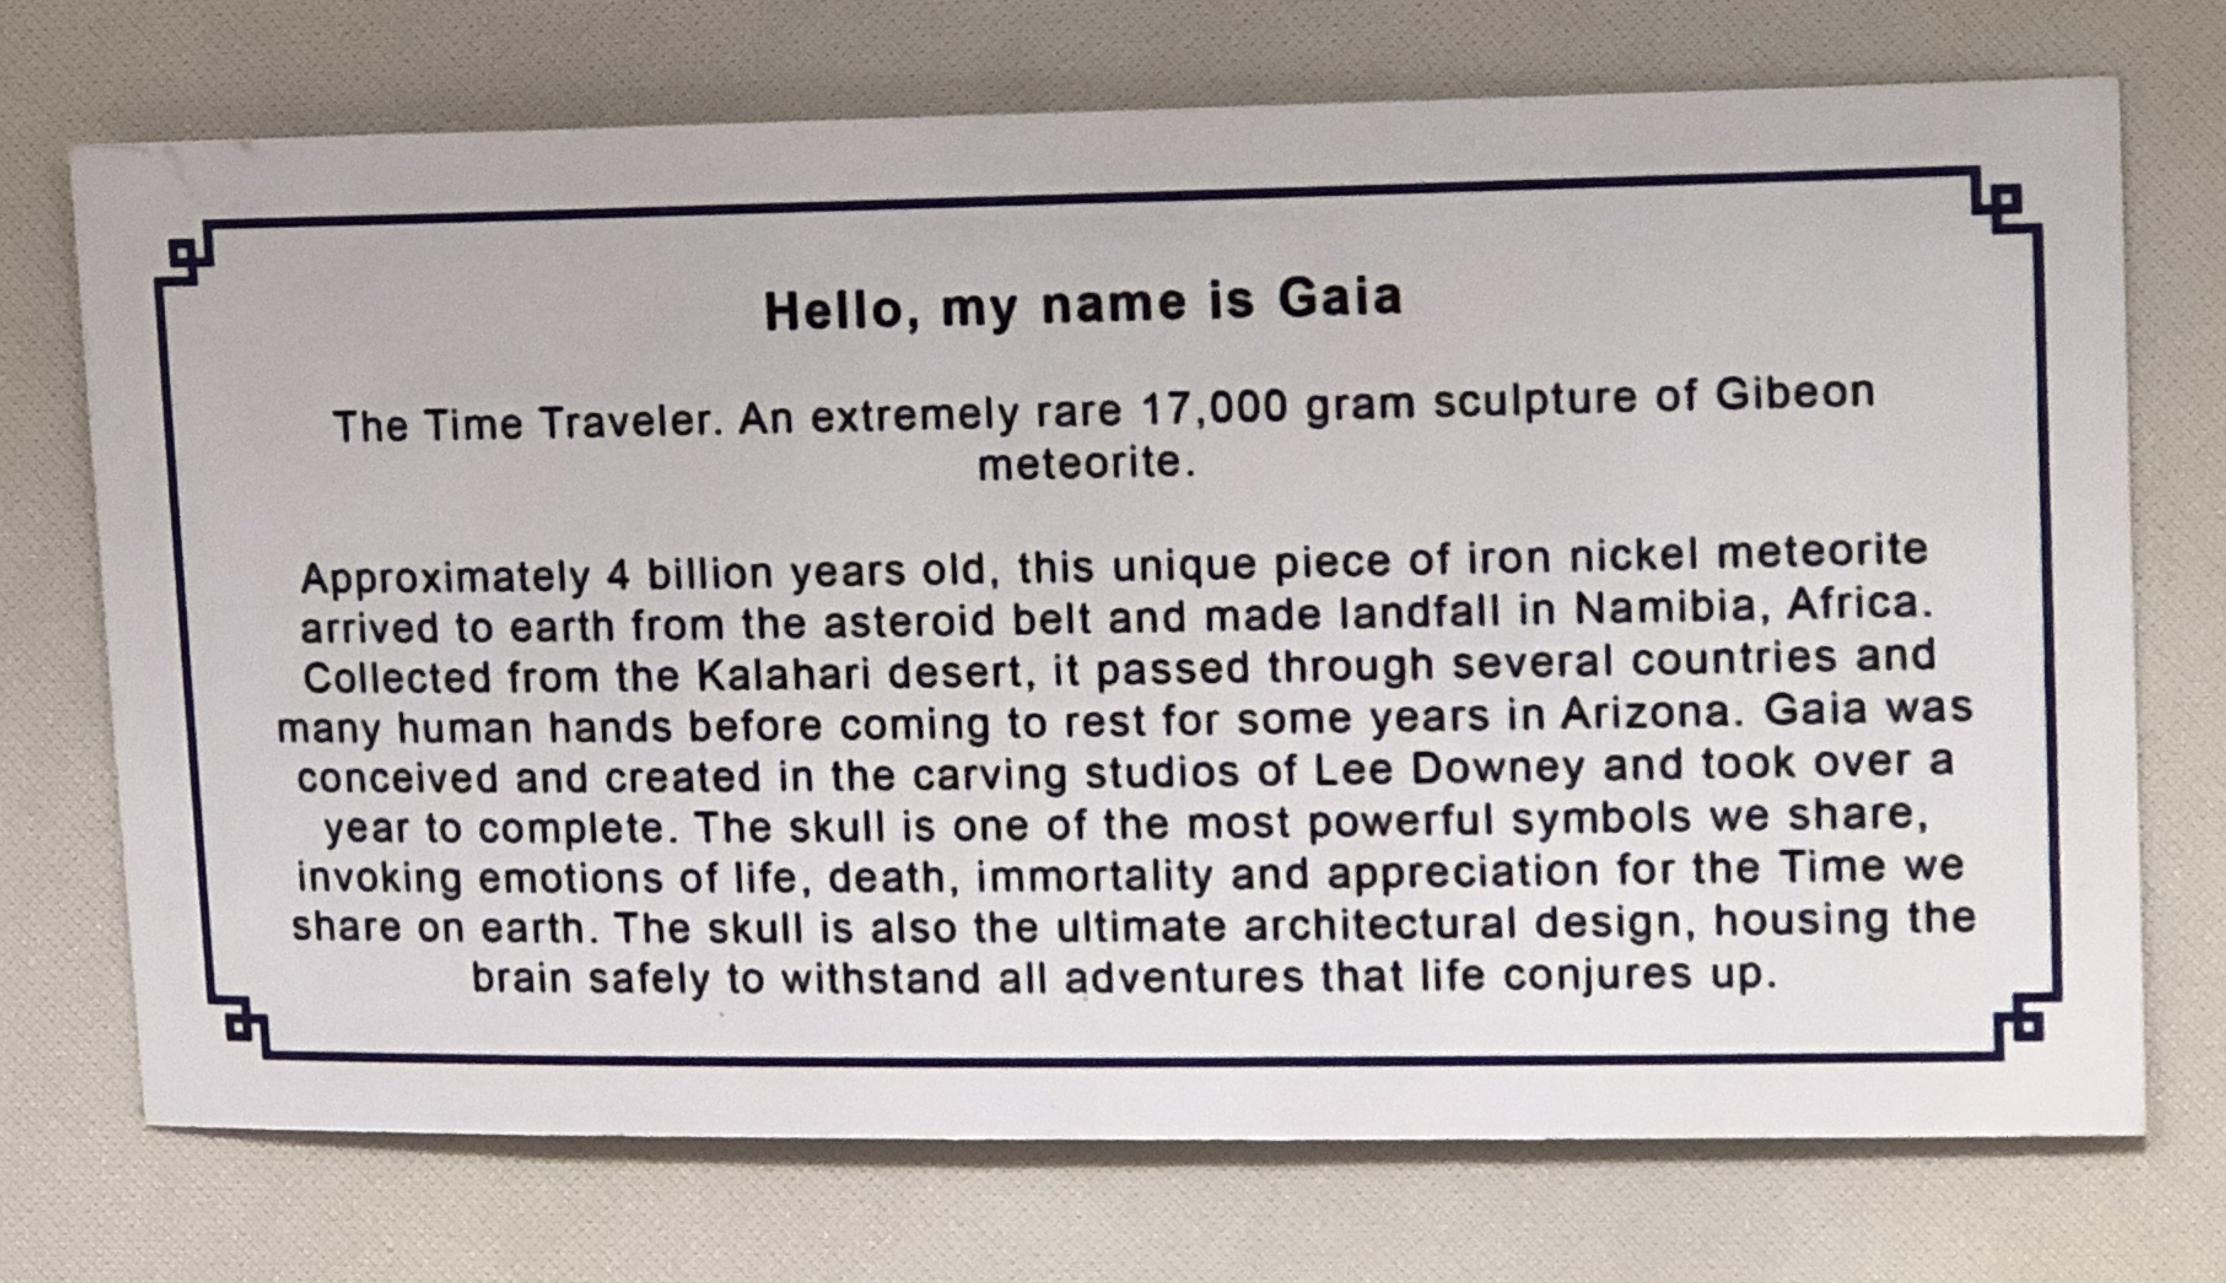 Hello, my name is Gaia
The Time Traveler. An extremely rare 17,000 gram sculpture of Gibeon
meteorite.
Approximately 4 billion years old, this unique piece of iron nickel meteorite
arrived to earth from the asteroid belt and made landfall in Namibia, Africa.
Collected from the Kalahari desert, it passed through several countries and
many human hands before coming to rest for some years in Arizona. Gaia was
conceived and created in the carving studios of Lee Downey and took over a
year to complete. The skull is one of the most powerful symbols we share,
invoking emotions of life, death, immortality and appreciation for the Time we
share on earth. The skull is also the ultimate architectural design, housing the
brain safely to withstand all adventures that life conjures up.